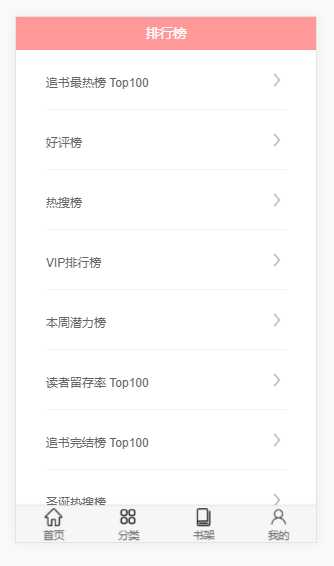 排行榜
追书最热榜 Top100
好评榜
热搜榜
VIP排行榜
本周潜力榜
读者留存率 Top100
追书完结榜 Top100
圣诞热搜榜
首页 分类 书架 我的